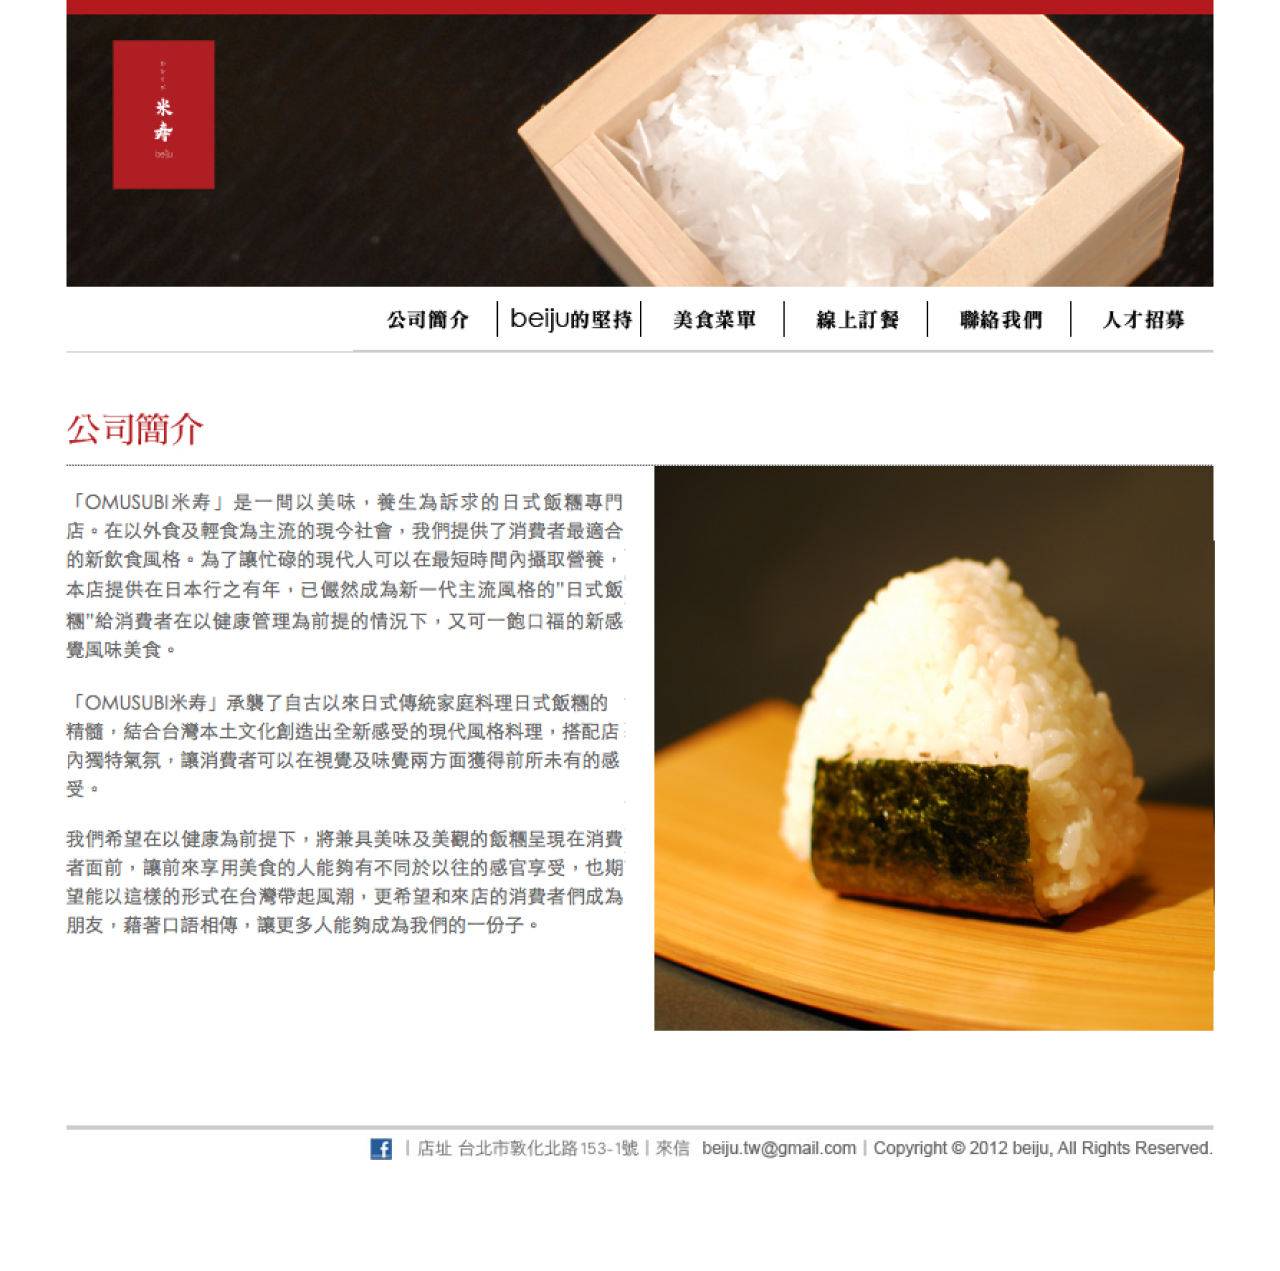 米寿
beiju
公司簡介
beiju的堅持
美食菜單
線上訂餐
聯絡我們
人才招募
公司簡介
「OMUSUBI米寿」是一間以美味，養生為訴求的日式飯糰專門
店。在以外食及輕食為主流的現今社會，我們提供了消費者最適合
的新飲食風格。為了讓忙碌的現代人可以在最短時間內攝取營養，
本店提供在日本行之有年，已儼然成為新一代主流風格的”日式飯
糰”給消費者在以健康管理為前提的情況下，又可一飽口福的新感
覺風味美食。
「OMUSUBI米寿」承襲了自古以來日式傳統家庭料理日式飯糰的
精髓，結合台灣本土文化創造出全新感受的現代風格料理，搭配店
內獨特氣氛，讓消費者可以在視覺及味覺兩方面獲得前所未有的感
受。
我們希望在以健康為前提下，將兼具美味及美觀的飯糰呈現在消費
者面前，讓前來享用美食的人能夠有不同於以往的感官享受，也期
望能以這樣的形式在台灣帶起風潮，更希望和來店的消費者們成為
朋友，藉著口語相傳，讓更多人能夠成為我們的一份子。
f｜店址 台北市敦化北路153-1號｜來信 beiju.tw@gmail.com｜Copyright © 2012 beiju, All Rights Reserved.